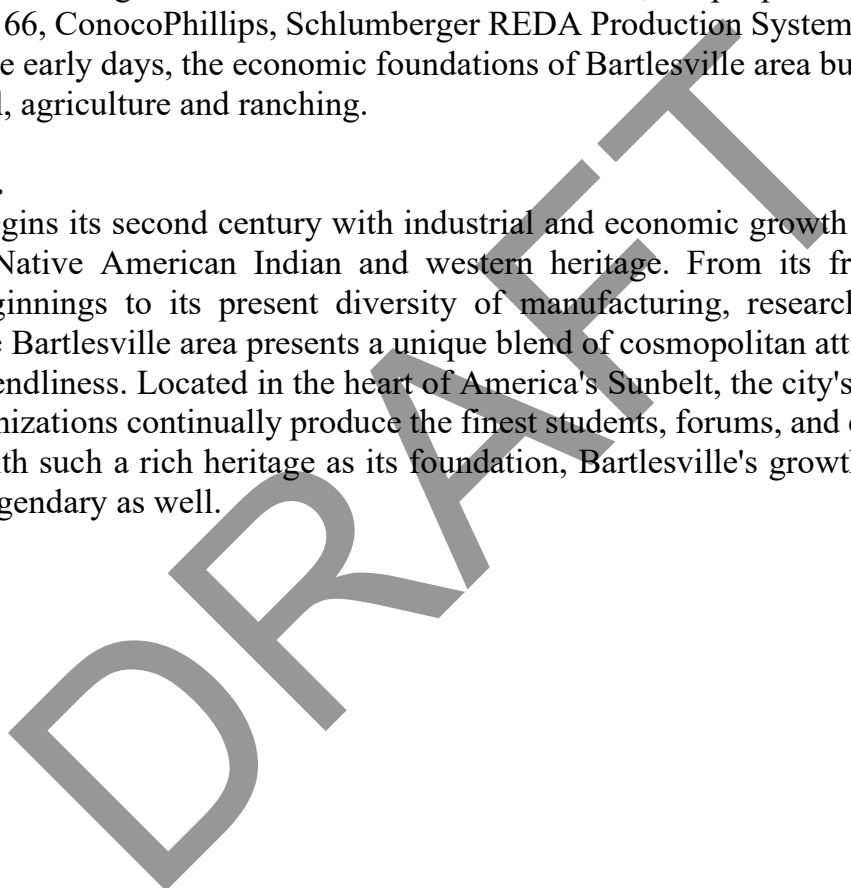 66, ConocoPhillips, Schlumberger REDA Production System
e early days, the economic foundations of Bartlesville area bu
, agriculture and ranching.
.
gins its second century with industrial and economic growth
Native American Indian and western heritage. From its fr
ginnings to its present diversity of manufacturing, research
e Bartlesville area presents a unique blend of cosmopolitan att
endliness. Located in the heart of America's Sunbelt, the city's
nizations continually produce the finest students, forums, and
th such a rich heritage as its foundation, Bartlesville's growt
gendary as well.
DRAFT